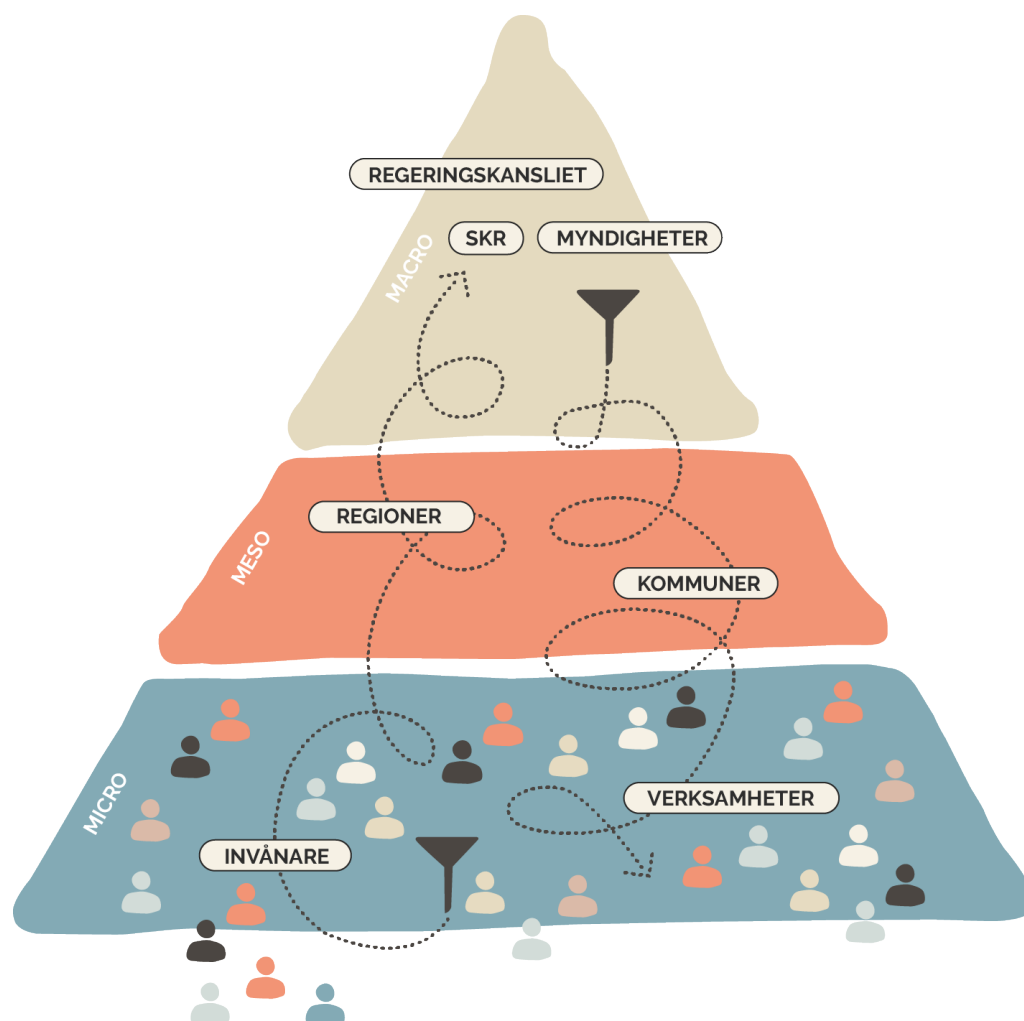 REGERINGSKANSLIET
SKR
MYNDIGHETER
MACRO
REGIONER
MESO
KOMMUNER
MICRO
VERKSAMHETER
INVÅNARE